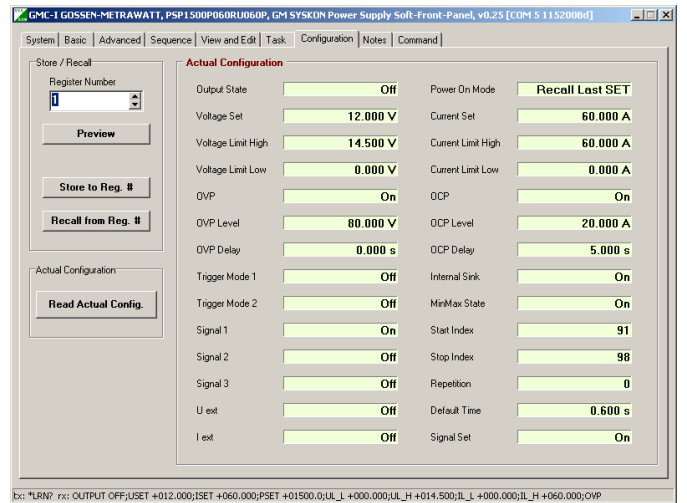 GMC-I GOSSEN-METRAWATT, PSP1500P060RU060P, GM SYSKON Power Supply Soft-Front-Panel, v0.25 [COM 5 115200Bd]
System Basic Advanced Sequence View and Edit Task Configuration Notes Command
Store / Recall
Register Number
1
Preview
Store to Reg. #
Recall from Reg. #
Actual Configuration
Read Actual Config.
Actual Configuration
Output State Off Power On Mode Recall Last SET
Voltage Set 12.000 V Current Set 60.000 A
Voltage Limit High 14.500 V Current Limit High 60.000 A
Voltage Limit Low 0.000 V Current Limit Low 0.000 A
OVP On OCP On
OVP Level 80.000 V OCP Level 20.000 A
OVP Delay 0.000 s OCP Delay 5.000 s
Trigger Mode 1 Off Internal Sink On
Trigger Mode 2 Off MinMax State On
Signal 1 On Start Index 91
Signal 2 Off Stop Index 98
Signal 3 Off Repetition 0
U ext Off Default Time 0.600 s
I ext Off Signal Set On
tx: *LRN? rx: OUTPUT OFF;USET +012.000;ISET +060.000;PSET +01500.0;UL_L +000.000;UL_H +014.500;IL_L +000.000;IL_H +060.000;OVP